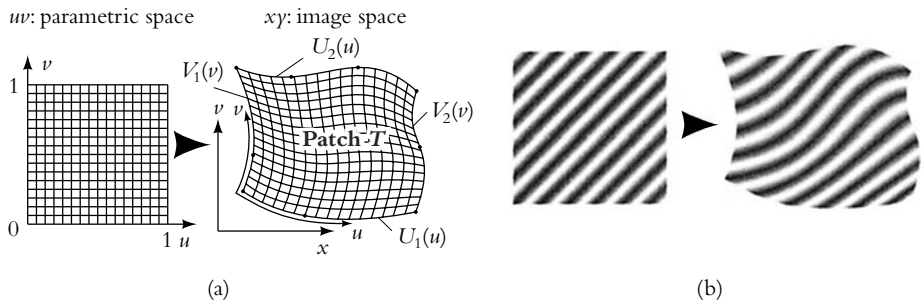 uv: parametric space
xy: image space
v
1
0
1 u
U₂(u)
V₁(v)
v
v
V₂(v)
Patch-T
u
x
U₁(u)
(a)
(b)